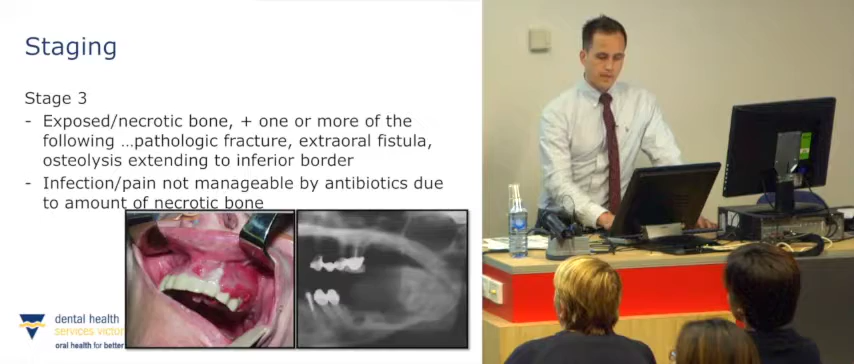 Staging
Stage 3
- Exposed/necrotic bone, + one or more of the
following ...pathologic fracture, extraoral fistula,
osteolysis extending to inferior border
- Infection/pain not manageable by antibiotics due
to amount of necrotic bone
dental health
services victor
oral health for better